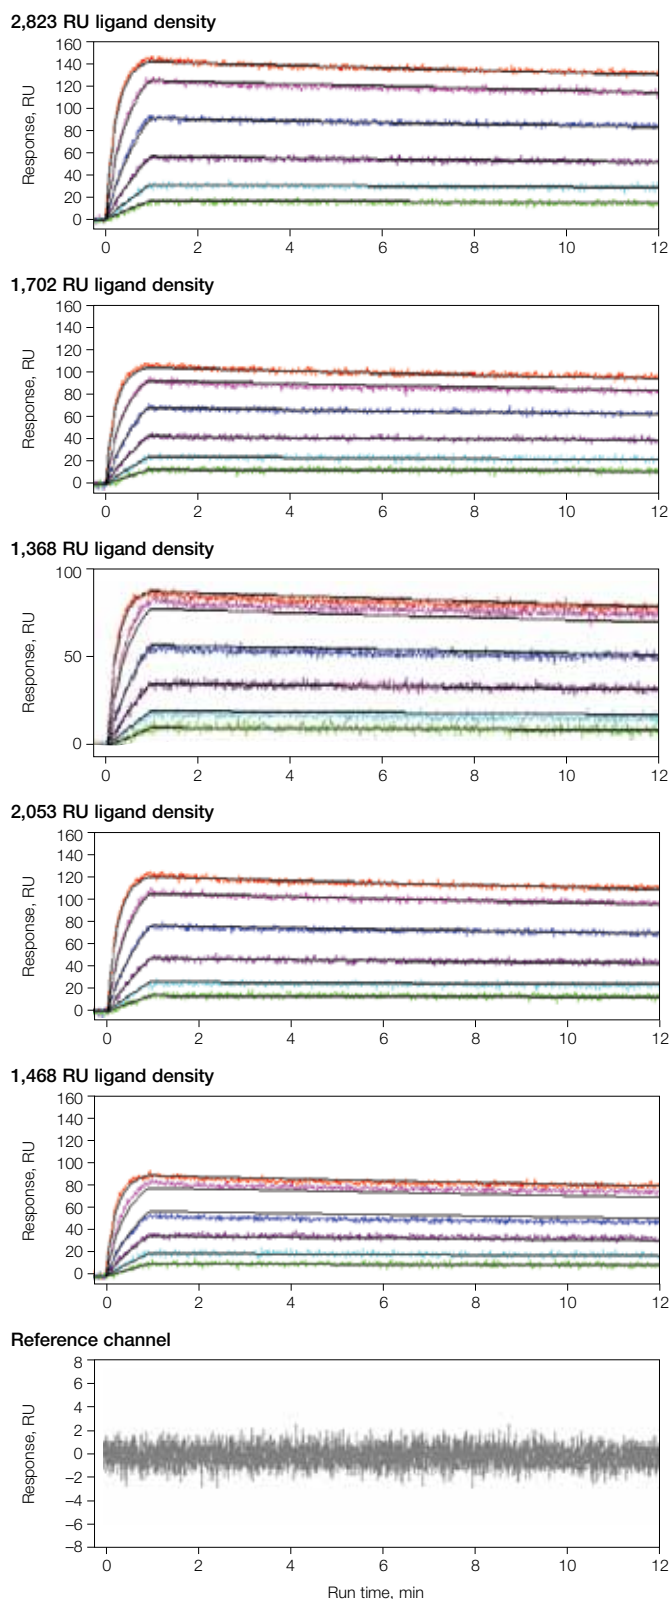 2,823 RU ligand density
160
140
120
100
80
60
40
20
0
Response, RU
0 2 4 6 8 10 12
1,702 RU ligand density
160
140
120
100
80
60
40
20
0
Response, RU
0 2 4 6 8 10 12
1,368 RU ligand density
100
50
0
Response, RU
0 2 4 6 8 10 12
2,053 RU ligand density
160
140
120
100
80
60
40
20
0
Response, RU
0 2 4 6 8 10 12
1,468 RU ligand density
160
140
120
100
80
60
40
20
0
Response, RU
0 2 4 6 8 10 12
Reference channel
8
6
4
2
0
−2
−4
−6
−8
Response, RU
0 2 4 6 8 10 12
Run time, min